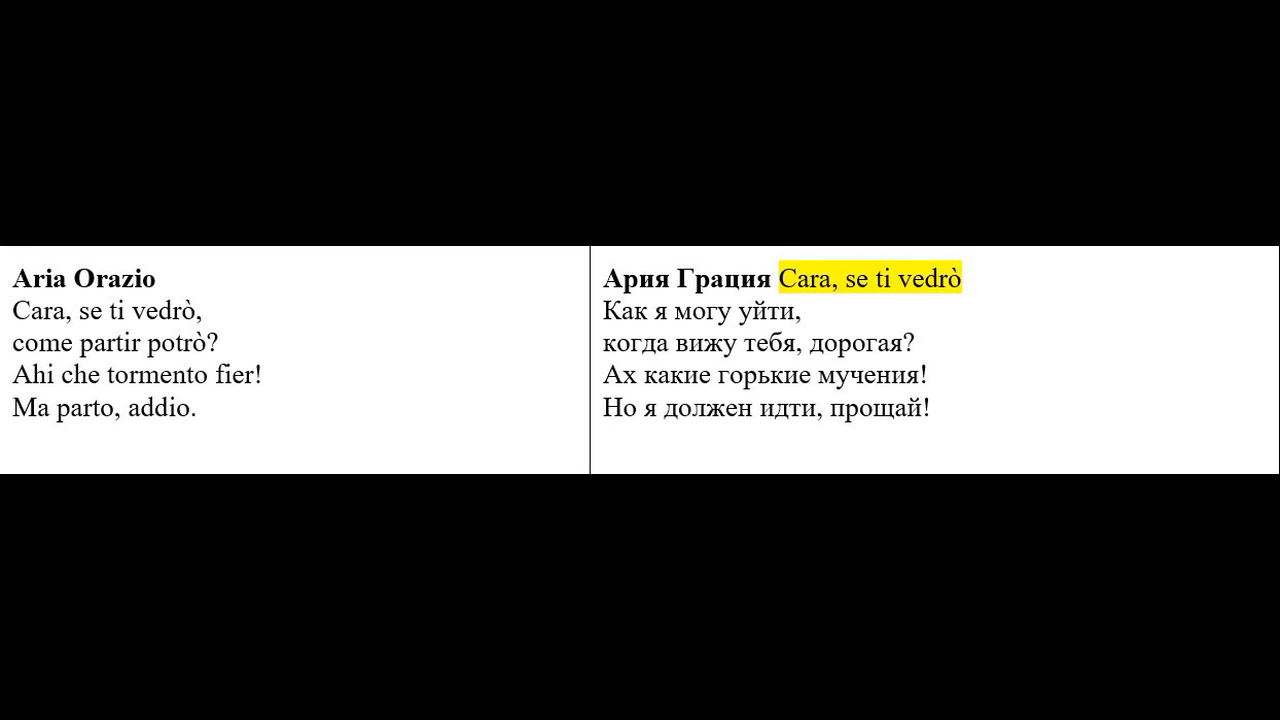 Aria Orazio
Cara, se ti vedrò,
come partir potrò?
Ahi che tormento fier!
Ma parto, addio.
Ария Грация Cara, se ti vedrò
Как я могу уйти,
когда вижу тебя, дорогая?
Ах какие горькие мучения!
Но я должен идти, прощай!